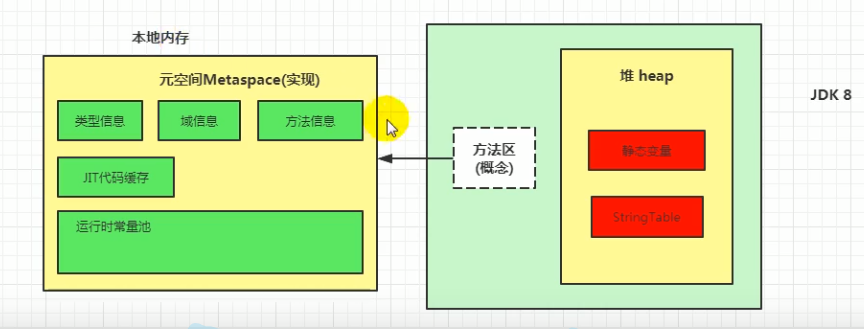 本地内存
元空间Metaspace(实现)
类型信息
域信息
方法信息
JIT代码缓存
运行时常量池
方法区
(概念)
堆 heap
静态变量
StringTable
JDK 8